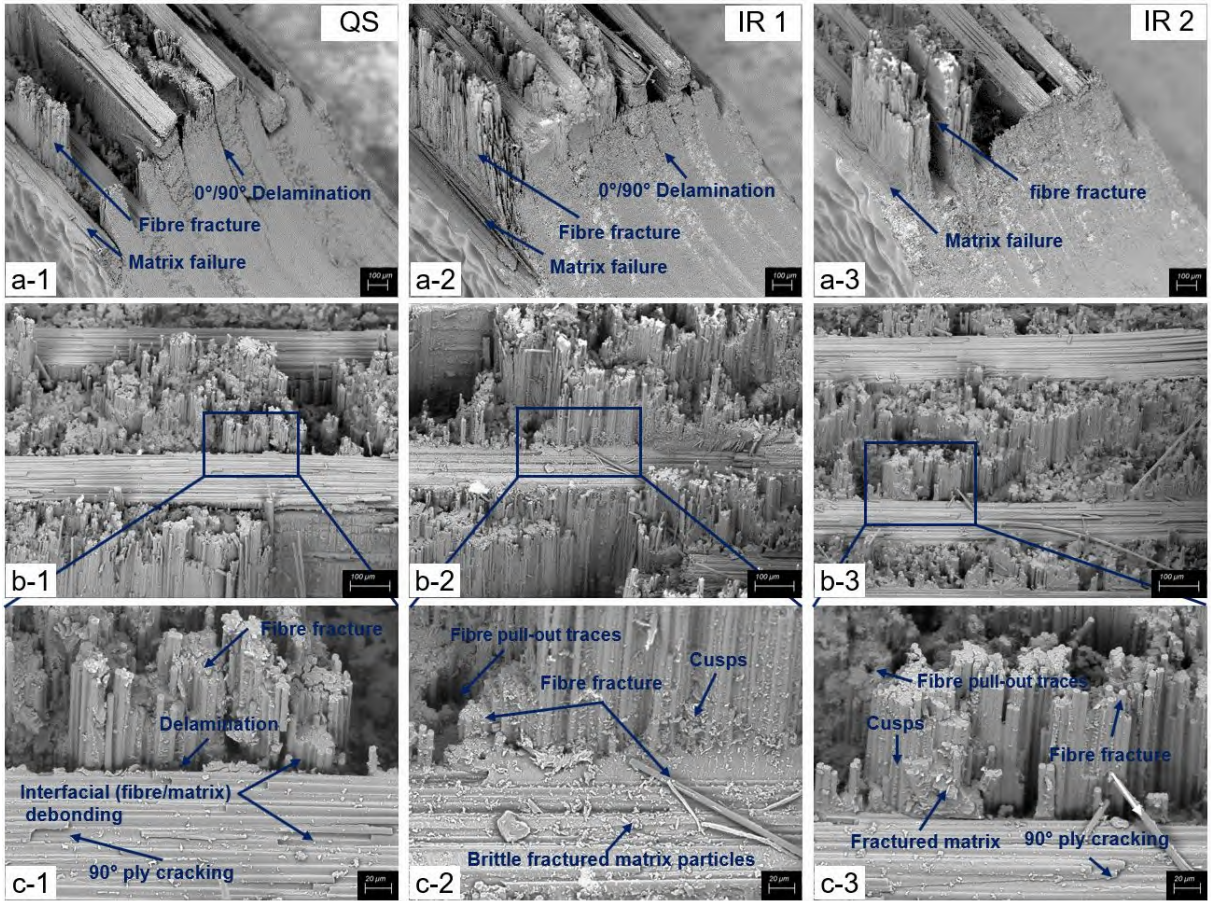 QS
0°/90° Delamination
Fibre fracture
Matrix failure
a-1
100 µm
IR 1
0°/90° Delamination
Fibre fracture
Matrix failure
a-2
100 µm
IR 2
fibre fracture
Matrix failure
a-3
100 µm
b-1
100 µm
b-2
100 µm
b-3
100 µm
Fibre fracture
Delamination
Interfacial (fibre/matrix)
debonding
90° ply cracking
c-1
20 µm
Fibre pull-out traces
Cusps
Fibre fracture
Brittle fractured matrix particles
c-2
20 µm
Fibre pull-out traces
Cusps
Fibre fracture
Fractured matrix
90° ply cracking
c-3
20 µm